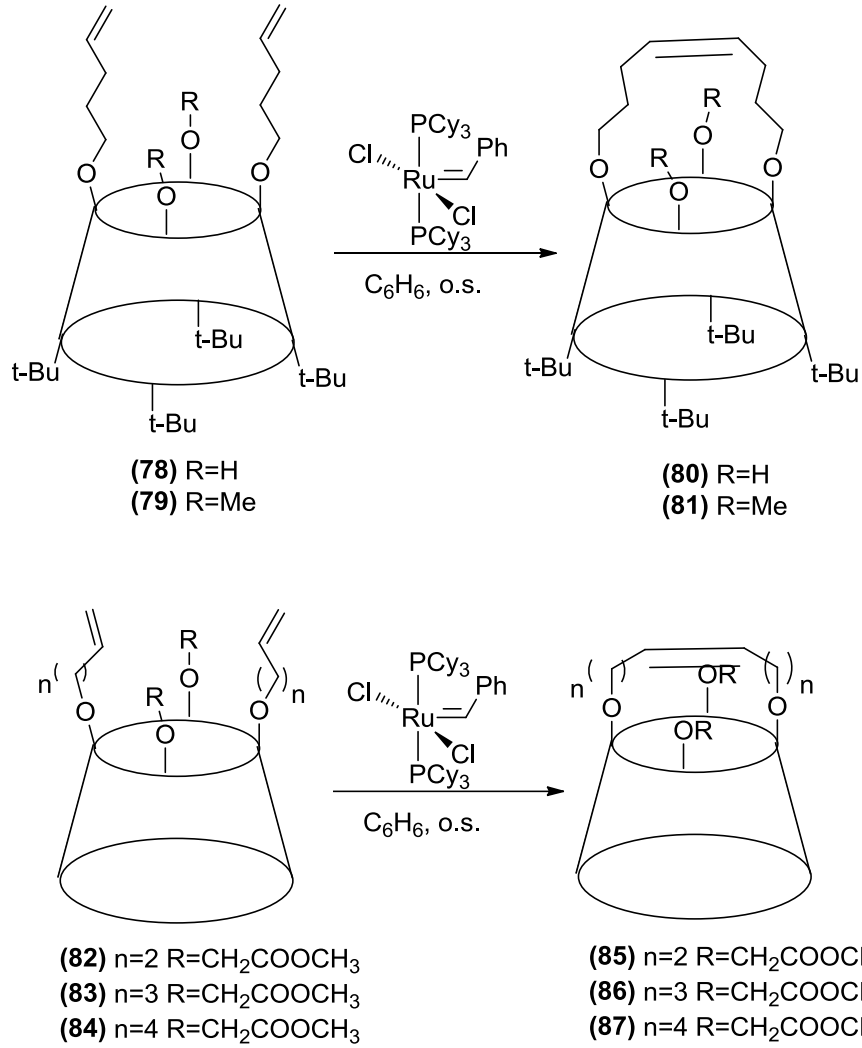 R
R
O
O
O
O
t-Bu
t-Bu
t-Bu
t-Bu
PCy3
Cl
Ph
Ru
Cl
PCy3
C6H6, o.s.
R
R
O
O
O
O
t-Bu
t-Bu
t-Bu
t-Bu
(78) R=H
(79) R=Me
(80) R=H
(81) R=Me
n
( )
R
R
O
O
O
O
( )
n
PCy3
Cl
Ph
Ru
Cl
PCy3
C6H6, o.s.
n
( )
OR
OR
O
O
( )
n
(82) n=2 R=CH2COOCH3
(83) n=3 R=CH2COOCH3
(84) n=4 R=CH2COOCH3
(85) n=2 R=CH2COOCH
(86) n=3 R=CH2COOCH
(87) n=4 R=CH2COOCH